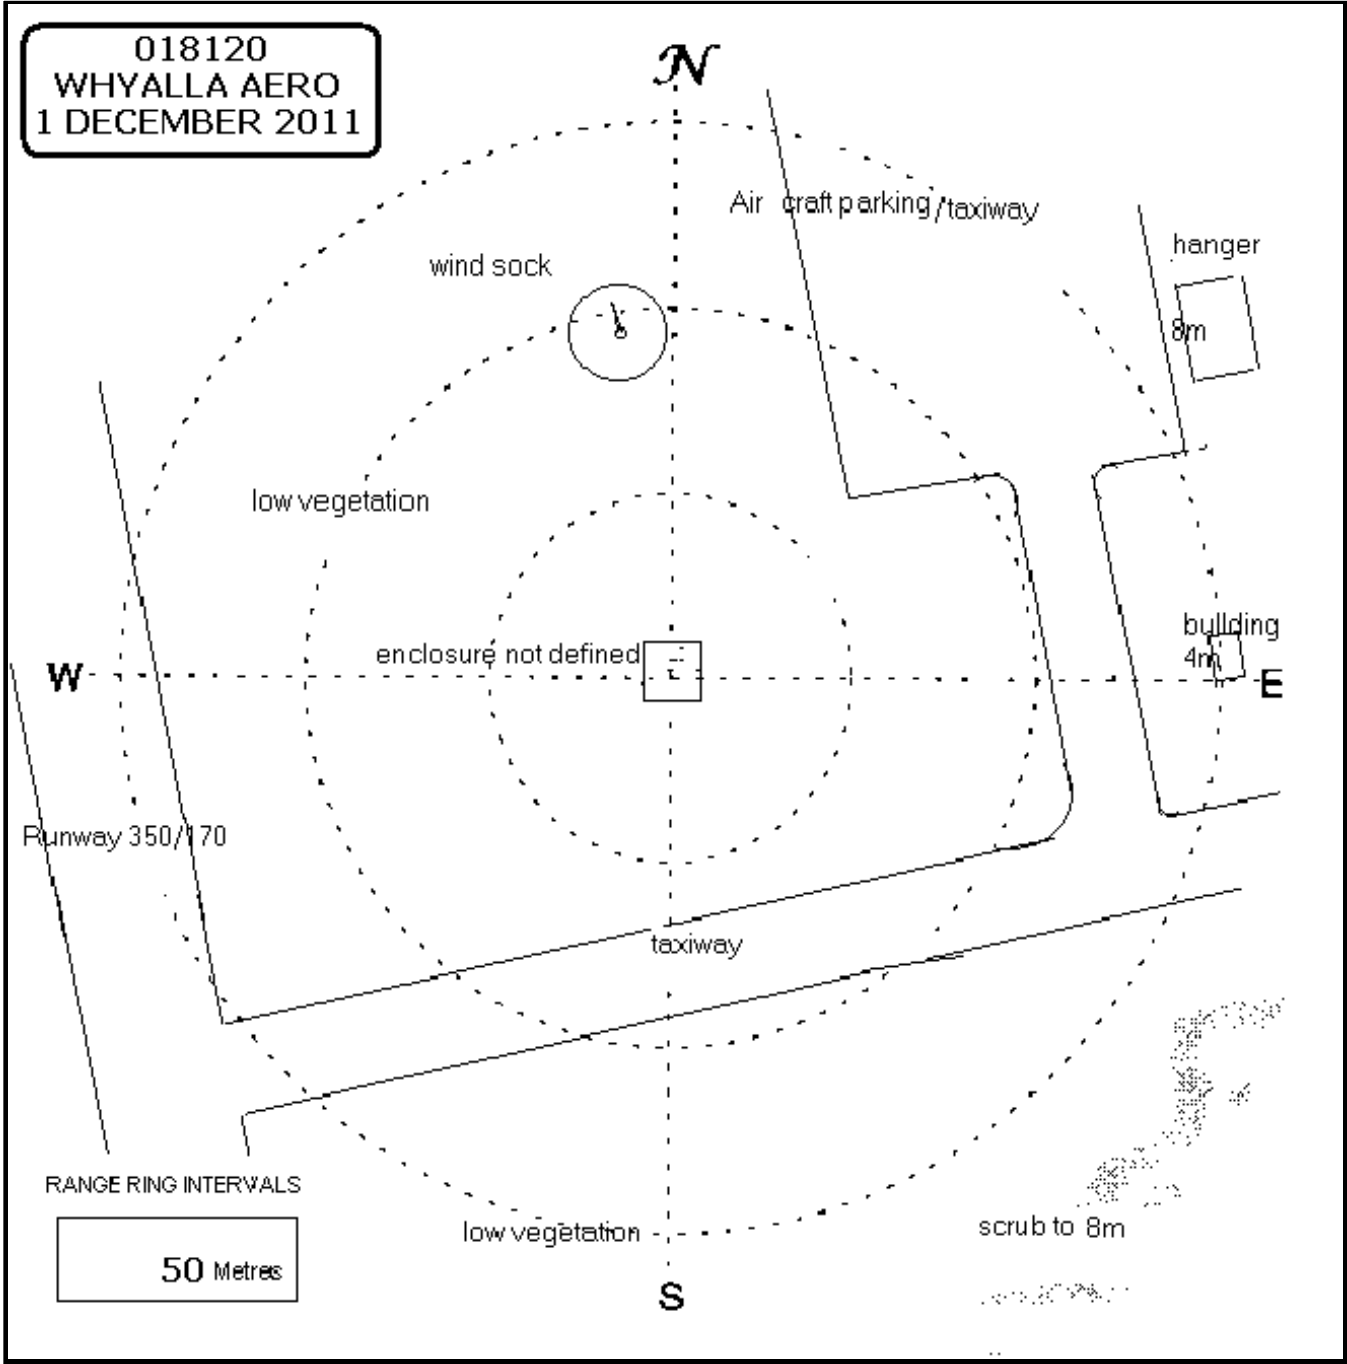 018120
WHYALLA AERO
1 DECEMBER 2011
N
Air craft parking/taxiway
hanger
wind sock
8m
low vegetation
building
enclosure not defined
4m
W
E
Runway 350/170
taxiway
RANGE RING INTERVALS
low vegetation
scrub to 8m
50 Metres
S